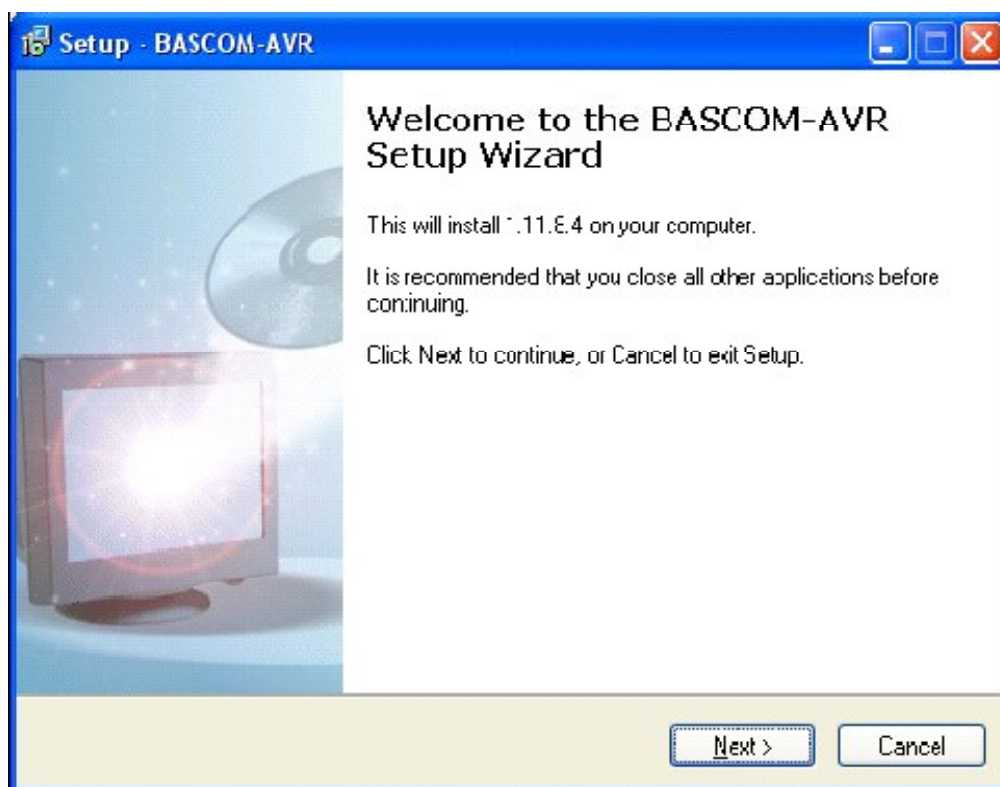 Setup - BASCOM-AVR
Welcome to the BASCOM-AVR
Setup Wizard
This will install on your computer.
It is recommended that you close all other applications before
continuing.
Click Next to continue, or Cancel to exit Setup.
Next >
Cancel